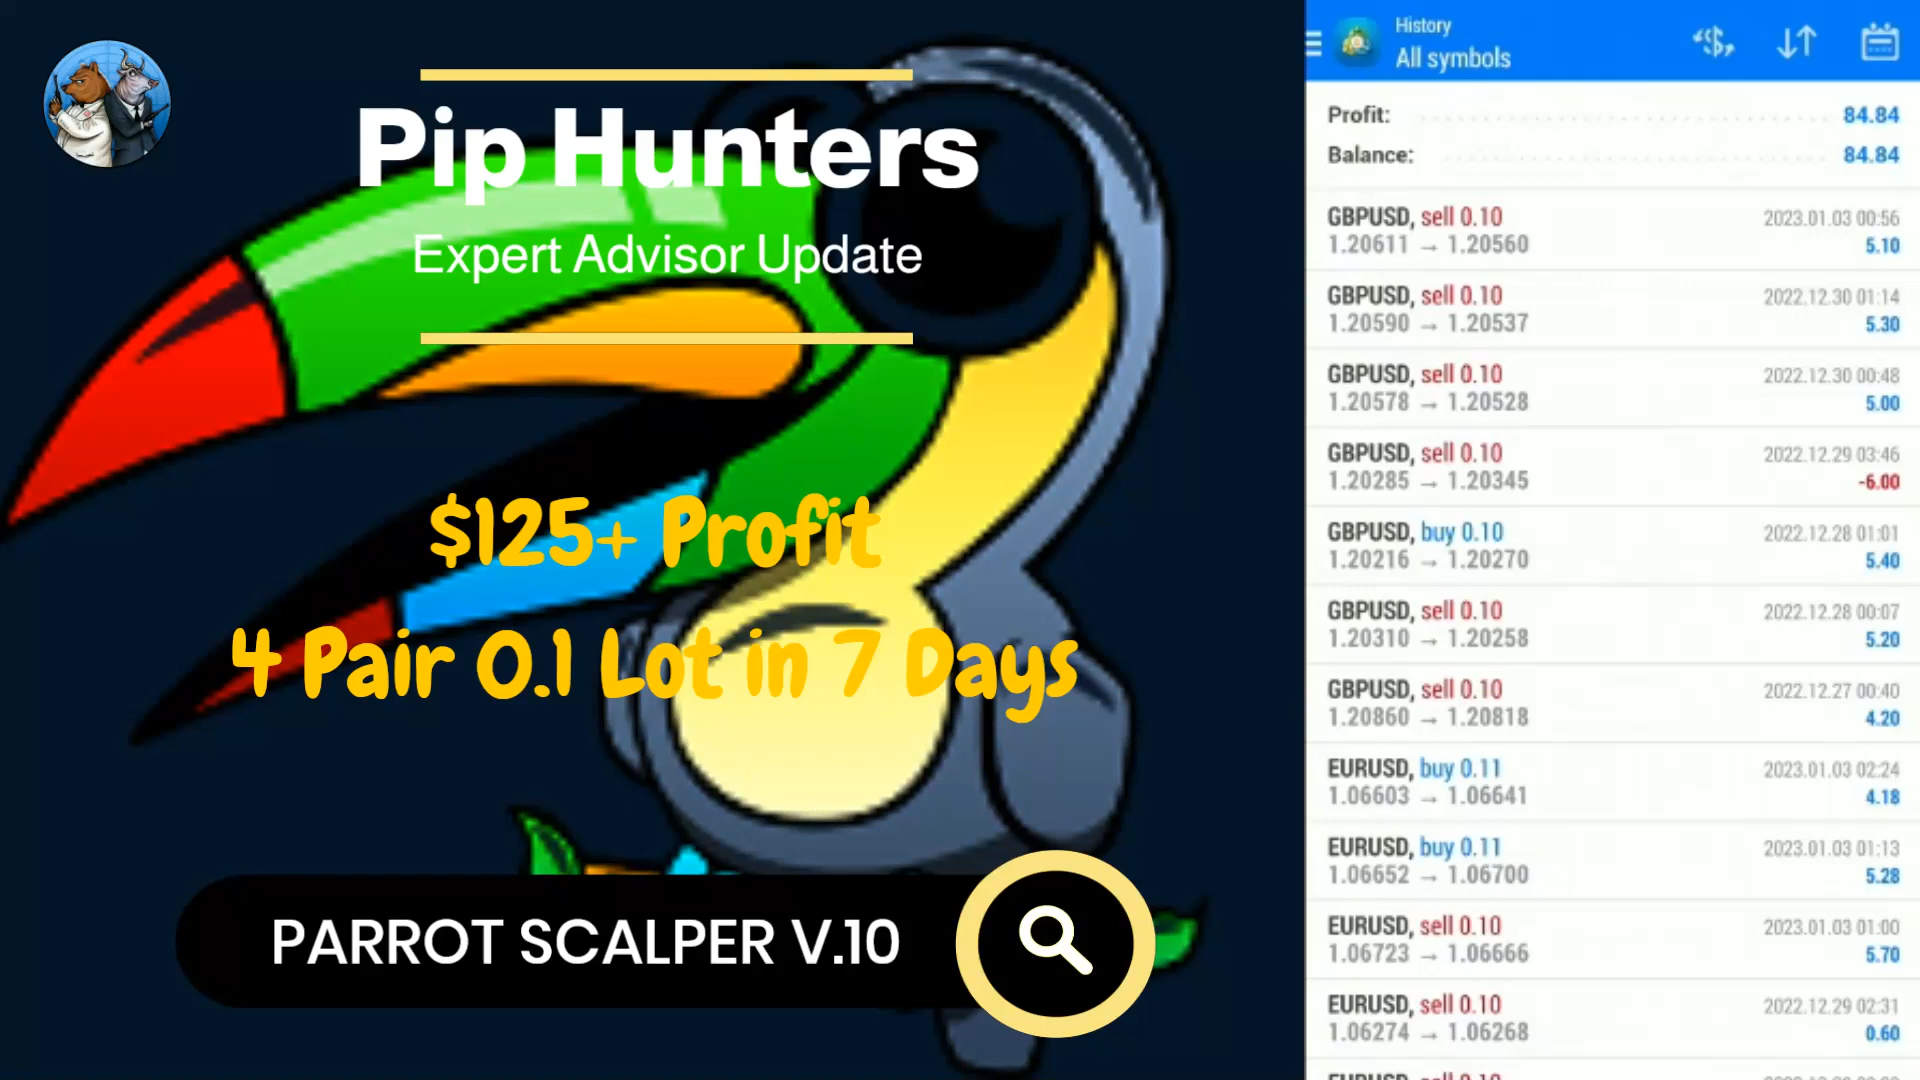 Pip Hunters
Expert Advisor Update
$125+ Profit
4 Pair 0.1 Lot in 7 Days
PARROT SCALPER V.10
History
All symbols
Profit: 84.84
Balance: 84.84
GBPUSD, sell 0.10 2023.01.03 00:56
1.20611 → 1.20560 5.10
GBPUSD, sell 0.10 2022.12.30 01:14
1.20590 → 1.20537 5.30
GBPUSD, sell 0.10 2022.12.30 00:48
1.20578 → 1.20528 5.00
GBPUSD, sell 0.10 2022.12.29 03:46
1.20285 → 1.20345 -6.00
GBPUSD, buy 0.10 2022.12.28 01:01
1.20216 → 1.20270 5.40
GBPUSD, sell 0.10 2022.12.28 00:07
1.20310 → 1.20258 5.20
GBPUSD, sell 0.10 2022.12.27 00:40
1.20860 → 1.20818 4.20
EURUSD, buy 0.11 2023.01.03 02:24
1.06603 → 1.06641 4.18
EURUSD, buy 0.11 2023.01.03 01:13
1.06652 → 1.06700 5.28
EURUSD, sell 0.10 2023.01.03 01:00
1.06723 → 1.06666 5.70
EURUSD, sell 0.10 2022.12.29 02:31
1.06274 → 1.06268 0.60
EURUSD, sell 0.10